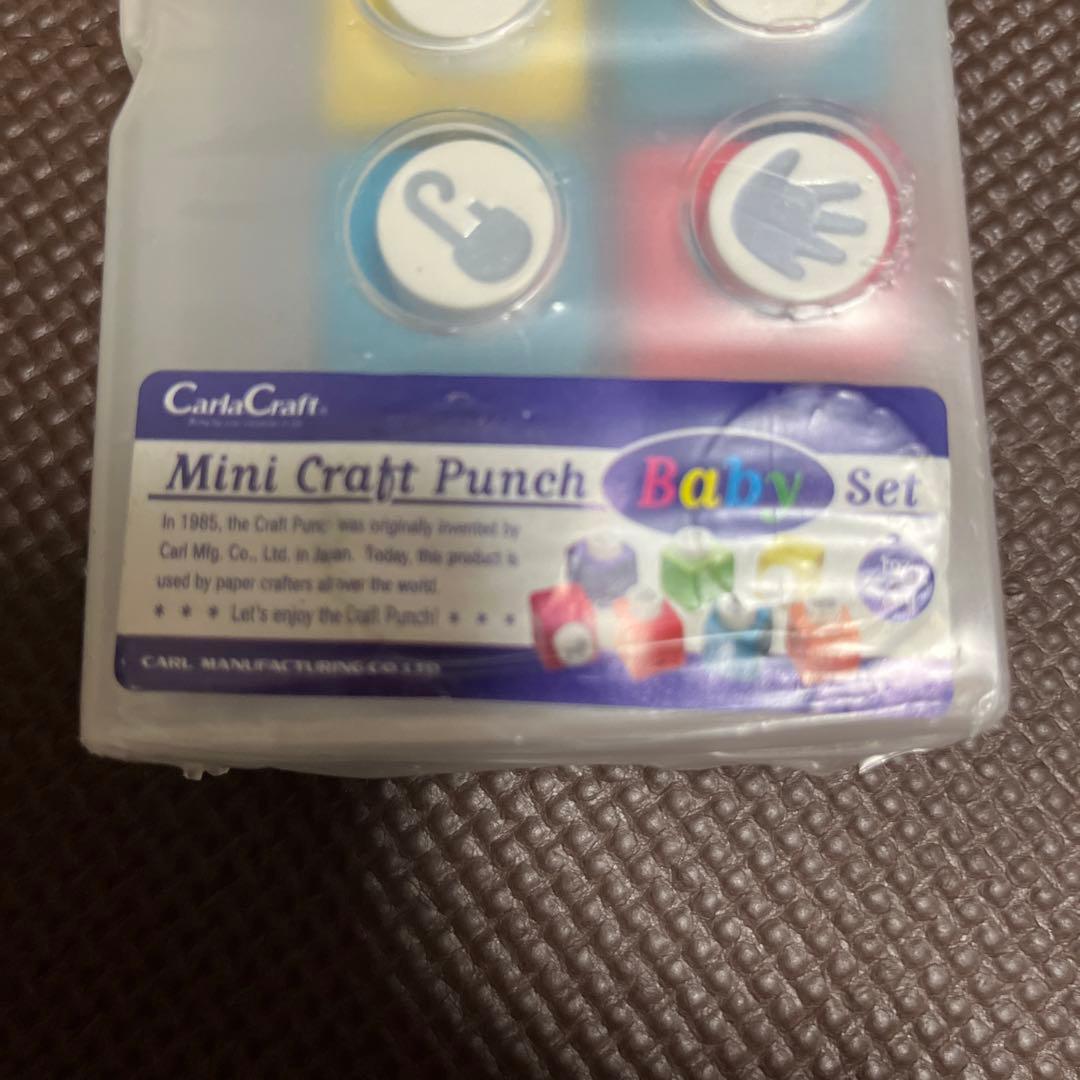 CarlaCraft
Mini Craft Punch Baby Set
In 1985, the Craft Punch was originally invented by
Carl Mfg. Co., Ltd. in Japan. Today, this product is
used by paper crafters all over the world.
* * * Let's enjoy the Craft Punch! * * *
CARL MANUFACTURING CO., LTD.